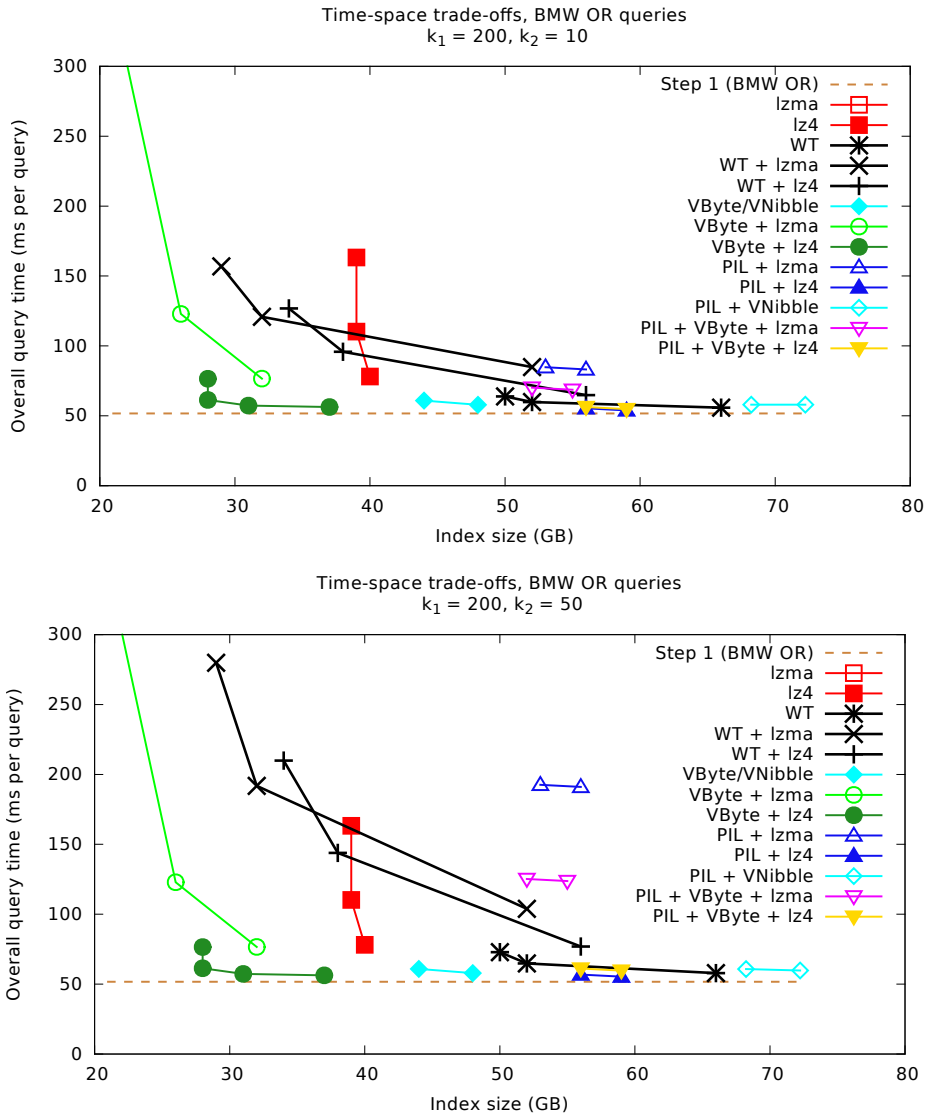 Time-space trade-offs, BMW OR queries
k₁ = 200, k₂ = 10
300
250
200
150
100
50
0
Overall query time (ms per query)
Step 1 (BMW OR)
lzma
lz4
WT
WT + lzma
WT + lz4
VByte/VNibble
VByte + lzma
VByte + lz4
PIL + lzma
PIL + lz4
PIL + VNibble
PIL + VByte + lzma
PIL + VByte + lz4
20 30 40 50 60 70 80
Index size (GB)
Time-space trade-offs, BMW OR queries
k₁ = 200, k₂ = 50
300
250
200
150
100
50
0
Overall query time (ms per query)
Step 1 (BMW OR)
lzma
lz4
WT
WT + lzma
WT + lz4
VByte/VNibble
VByte + lzma
VByte + lz4
PIL + lzma
PIL + lz4
PIL + VNibble
PIL + VByte + lzma
PIL + VByte + lz4
20 30 40 50 60 70 80
Index size (GB)